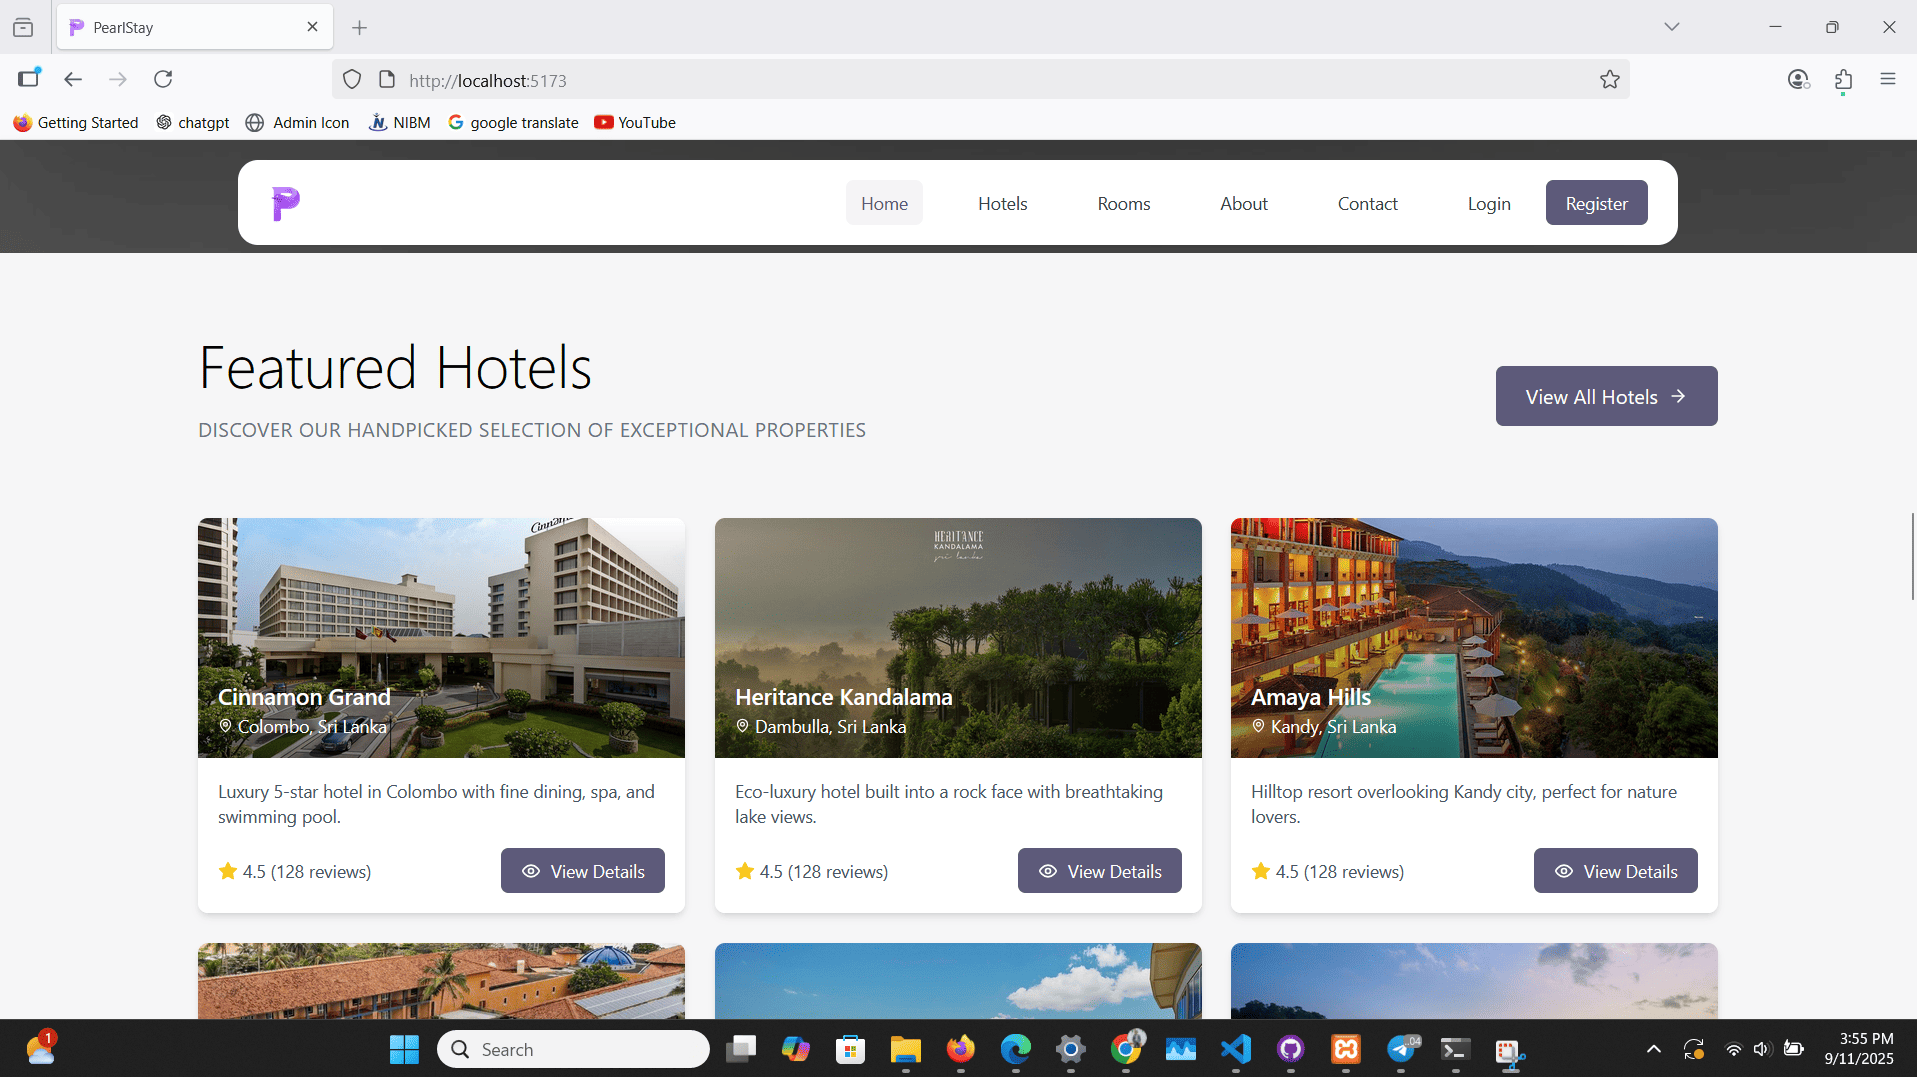 PearlStay
http://localhost:5173
Getting Started
chatgpt
Admin Icon
NIBM
google translate
YouTube
Home
Hotels
Rooms
About
Contact
Login
Register
Featured Hotels
DISCOVER OUR HANDPICKED SELECTION OF EXCEPTIONAL PROPERTIES
View All Hotels
Cinnamon Grand
Colombo, Sri Lanka
Luxury 5-star hotel in Colombo with fine dining, spa, and
swimming pool.
4.5 (128 reviews)
View Details
HERITANCE
KANDALAMA
sri lanka
Heritance Kandalama
Dambulla, Sri Lanka
Eco-luxury hotel built into a rock face with breathtaking
lake views.
4.5 (128 reviews)
View Details
Amaya Hills
Kandy, Sri Lanka
Hilltop resort overlooking Kandy city, perfect for nature
lovers.
4.5 (128 reviews)
View Details
1
Search
3:55 PM
9/11/2025